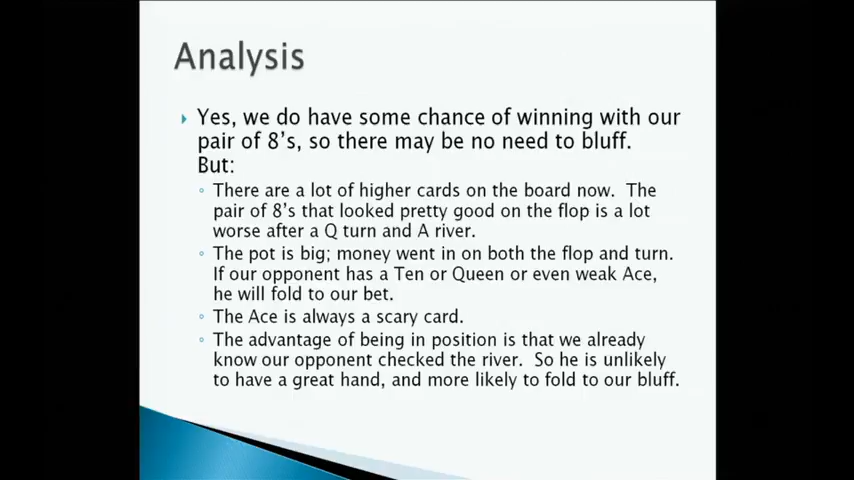 Analysis
Yes, we do have some chance of winning with our
pair of 8's, so there may be no need to bluff.
But:
There are a lot of higher cards on the board now. The
pair of 8's that looked pretty good on the flop is a lot
worse after a Q turn and A river.
The pot is big; money went in on both the flop and turn.
If our opponent has a Ten or Queen or even weak Ace,
he will fold to our bet.
The Ace is always a scary card.
The advantage of being in position is that we already
know our opponent checked the river. So he is unlikely
to have a great hand, and more likely to fold to our bluff.